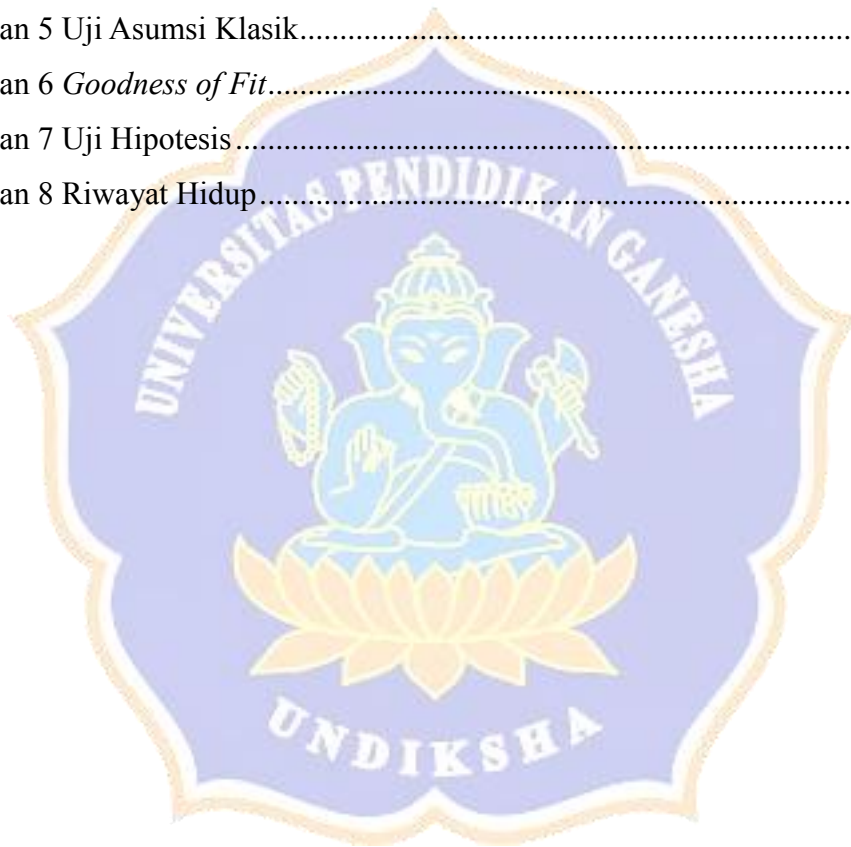 an 5 Uji Asumsi Klasik........................................................................
an 6 Goodness of Fit............................................................................
an 7 Uji Hipotesis................................................................................
an 8 Riwayat Hidup.............................................................................
UNIVERSITAS PENDIDIKAN GANESHA
UNDIKSHA